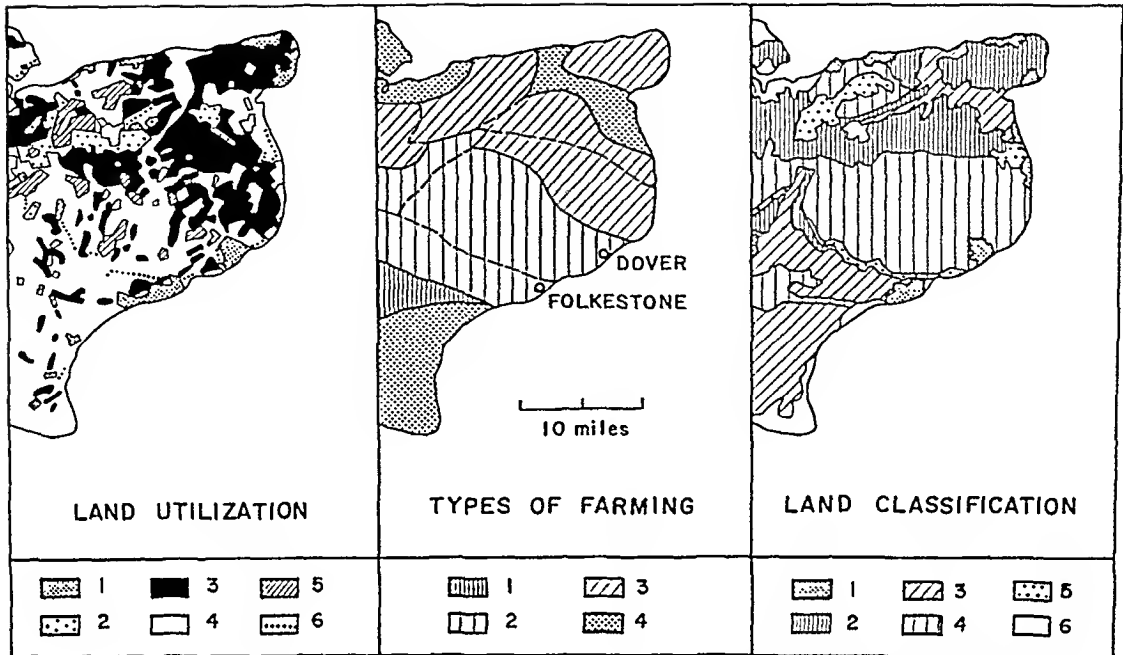 DOVER
FOLKESTONE
10 miles
LAND UTILIZATION
TYPES OF FARMING
LAND CLASSIFICATION
1 3 5
2 4 6
1 3
2 4
1 3 5
2 4 6